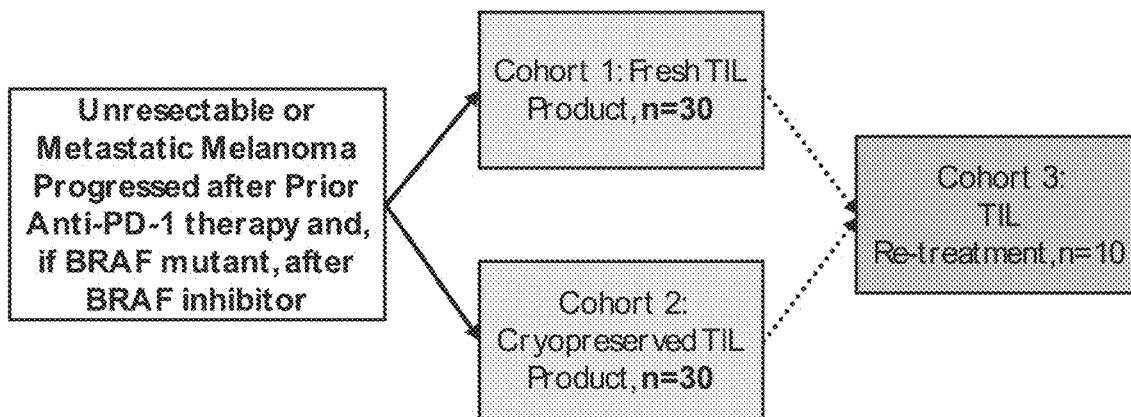 Unresectable or
Metastatic Melanoma
Progressed after Prior
Anti-PD-1 therapy and,
if BRAF mutant, after
BRAF inhibitor
Cohort 1: Fresh TIL
Product, n=30
Cohort 2:
Cryopreserved TIL
Product, n=30
Cohort 3:
TIL
Re-treatment, n=10